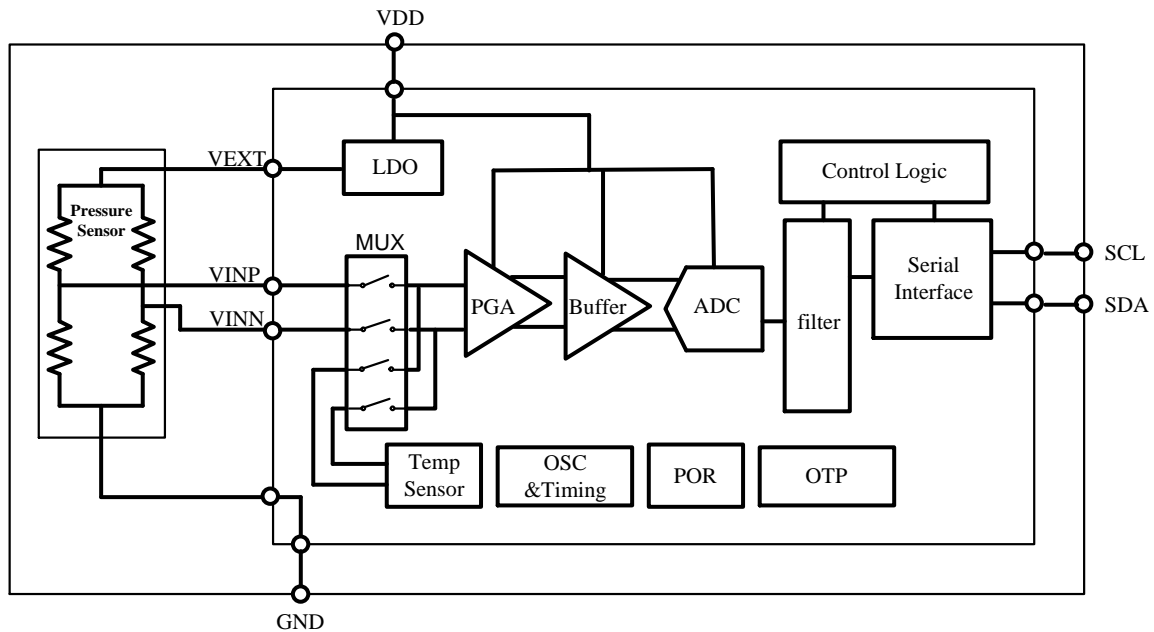 VDD
VEXT
LDO
Control Logic
Pressure
Sensor
MUX
VINP
VINN
PGA
Buffer
ADC
filter
Serial
Interface
SCL
SDA
Temp
Sensor
OSC
&Timing
POR
OTP
GND